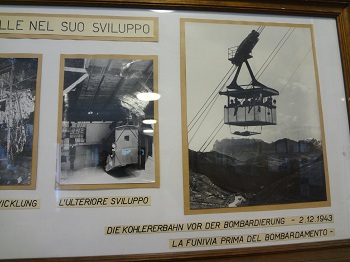 LLE NEL SUO SVILUPPO
ICKLUNG
L'ULTERIORE SVILUPPO
DIE KOHLERERBAHN VOR DER BOMBARDIERUNG - 2.12.1943
- LA FUNIVIA PRIMA DEL BOMBARDAMENTO -